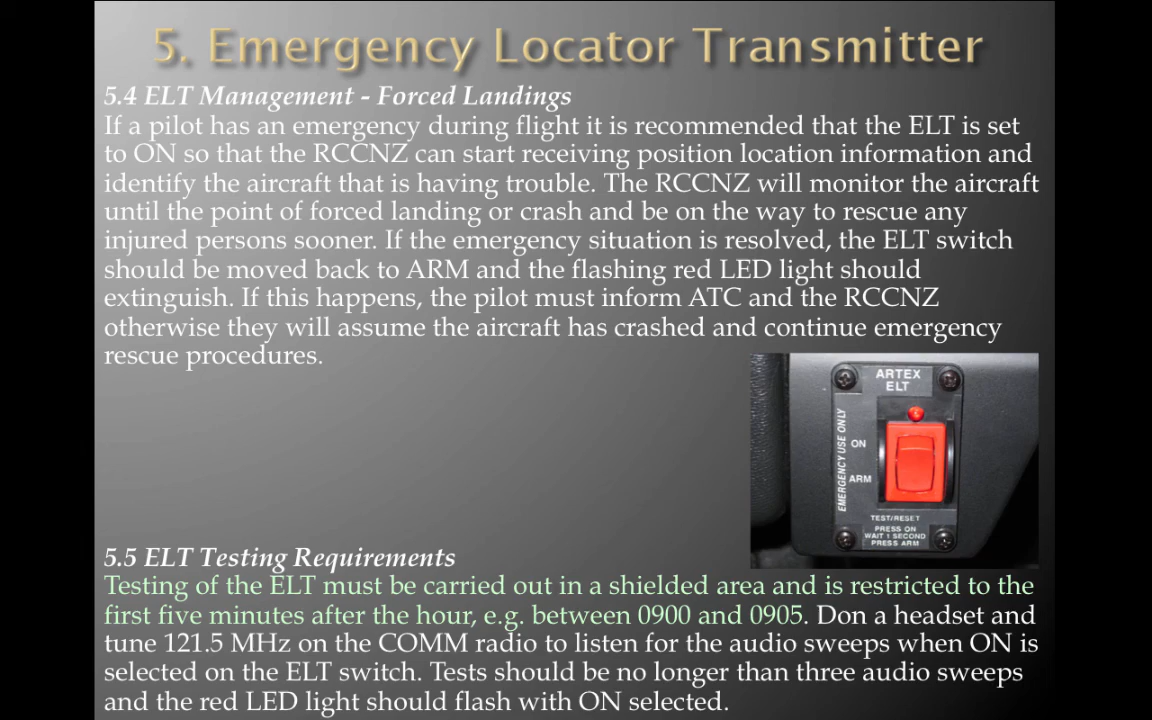 5. Emergency Locator Transmitter
5.4 ELT Management - Forced Landings
If a pilot has an emergency during flight it is recommended that the ELT is set
to ON so that the RCCNZ can start receiving position location information and
identify the aircraft that is having trouble. The RCCNZ will monitor the aircraft
until the point of forced landing or crash and be on the way to rescue any
injured persons sooner. If the emergency situation is resolved, the ELT switch
should be moved back to ARM and the flashing red LED light should
extinguish. If this happens, the pilot must inform ATC and the RCCNZ
otherwise they will assume the aircraft has crashed and continue emergency
rescue procedures.
ARTEX
ELT
EMERGENCY USE ONLY
ON
ARM
TEST/RESET
PRESS ON
WAIT 1 SECOND
PRESS ARM
5.5 ELT Testing Requirements
Testing of the ELT must be carried out in a shielded area and is restricted to the
first five minutes after the hour, e.g. between 0900 and 0905. Don a headset and
tune 121.5 MHz on the COMM radio to listen for the audio sweeps when ON is
selected on the ELT switch. Tests should be no longer than three audio sweeps
and the red LED light should flash with ON selected.